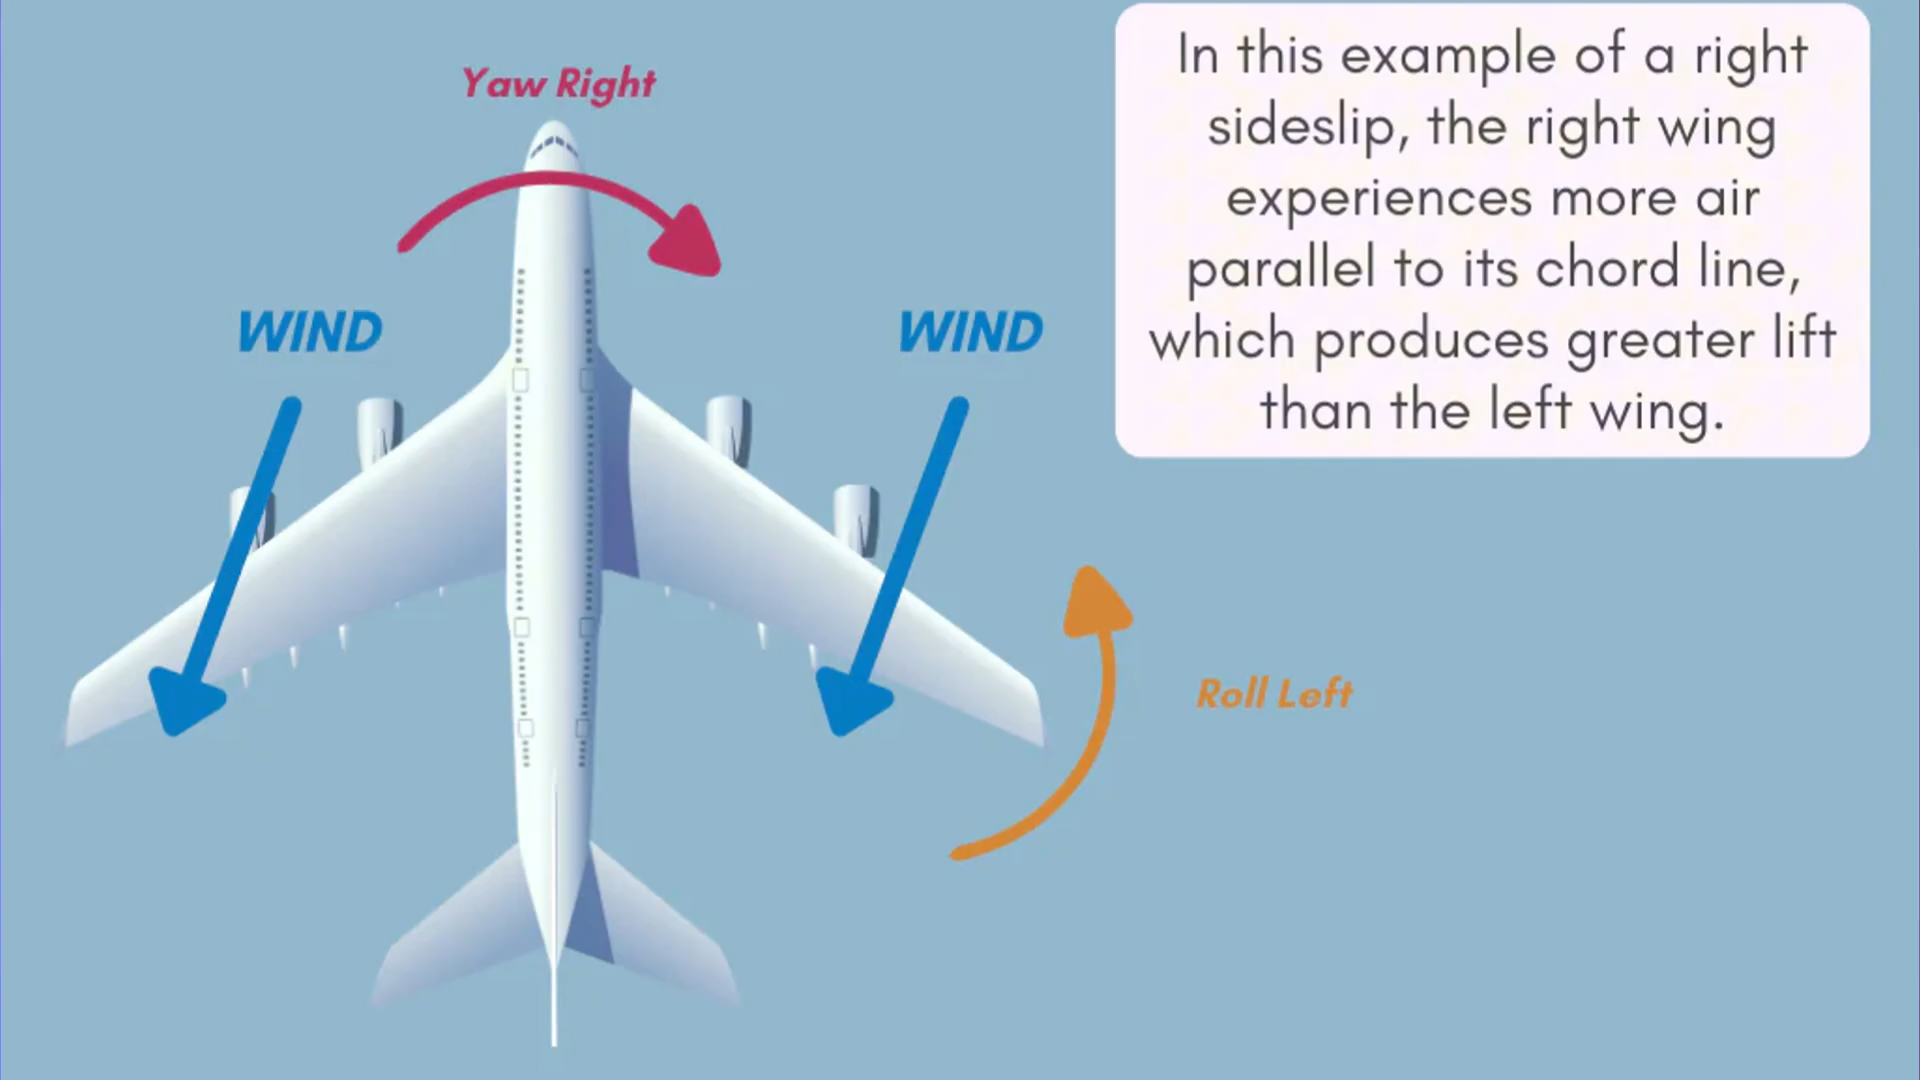 Yaw Right
WIND
WIND
In this example of a right
sideslip, the right wing
experiences more air
parallel to its chord line,
which produces greater lift
than the left wing.
Roll Left